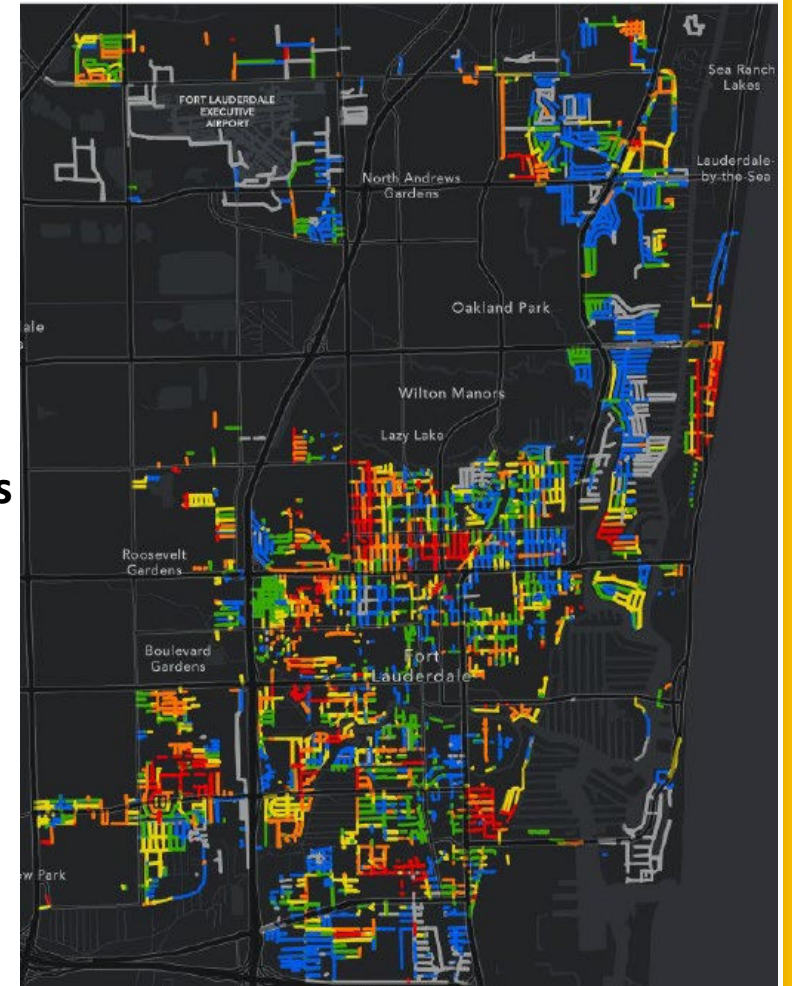 Sea Ranch
Lakes
FORT LAUDERDALE
EXECUTIVE
AIRPORT
Lauderdale-
by-the-Sea
North Andrews
Gardens
Oakland Park
ale
Wilton Manors
Lazy Lake
s
Roosevelt
Gardens
Boulevard
Gardens
Fort
Lauderdale
w Park